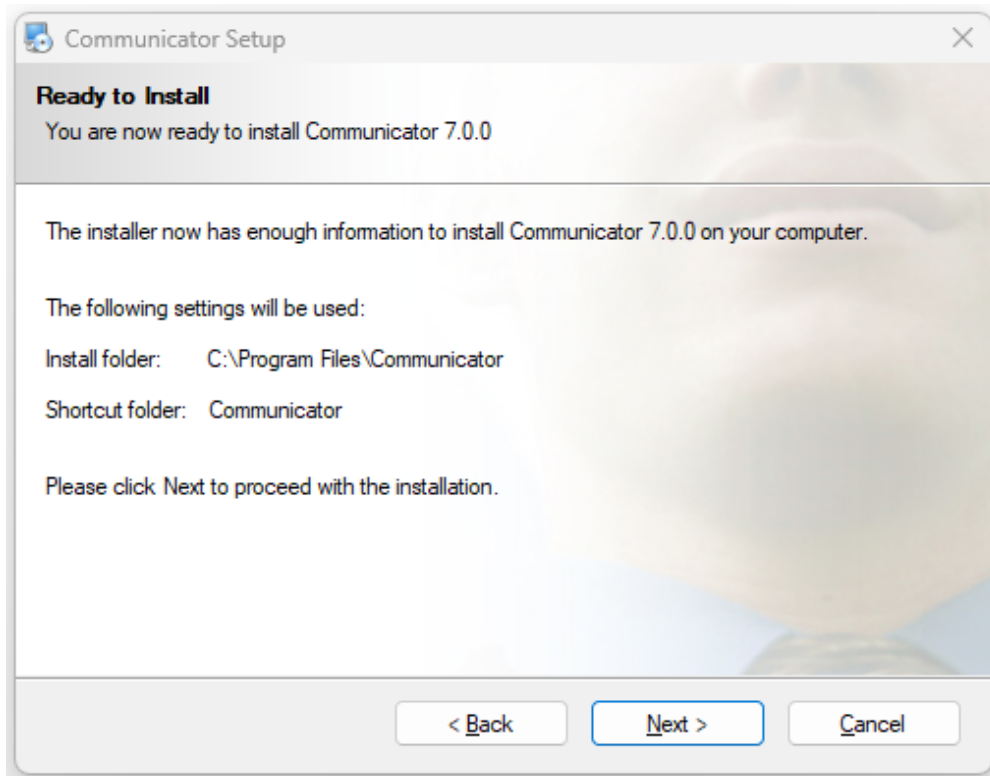 Communicator Setup
Ready to Install
You are now ready to install Communicator 7.0.0
The installer now has enough information to install Communicator 7.0.0 on your computer.
The following settings will be used:
Install folder: C:\Program Files\Communicator
Shortcut folder: Communicator
Please click Next to proceed with the installation.
< Back Next > Cancel